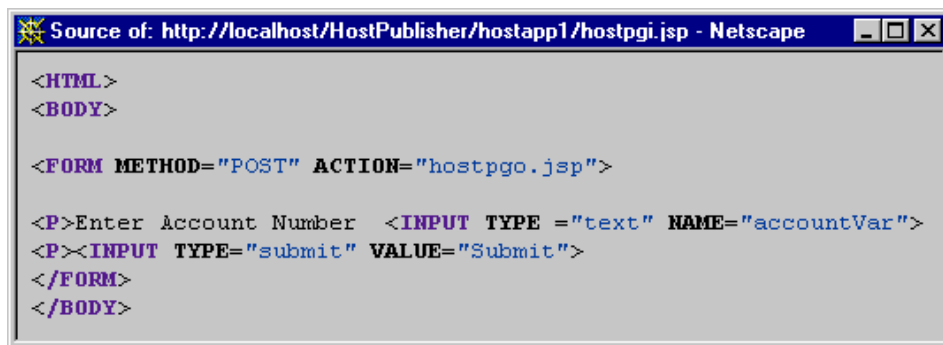 Source of: http://localhost/HostPublisher/hostapp1/hostpgi.jsp - Netscape
<HTML>
<BODY>
<FORM METHOD="POST" ACTION="hostpgo.jsp">
<P>Enter Account Number  <INPUT TYPE ="text" NAME="accountVar">
<P><INPUT TYPE="submit" VALUE="Submit">
</FORM>
</BODY>